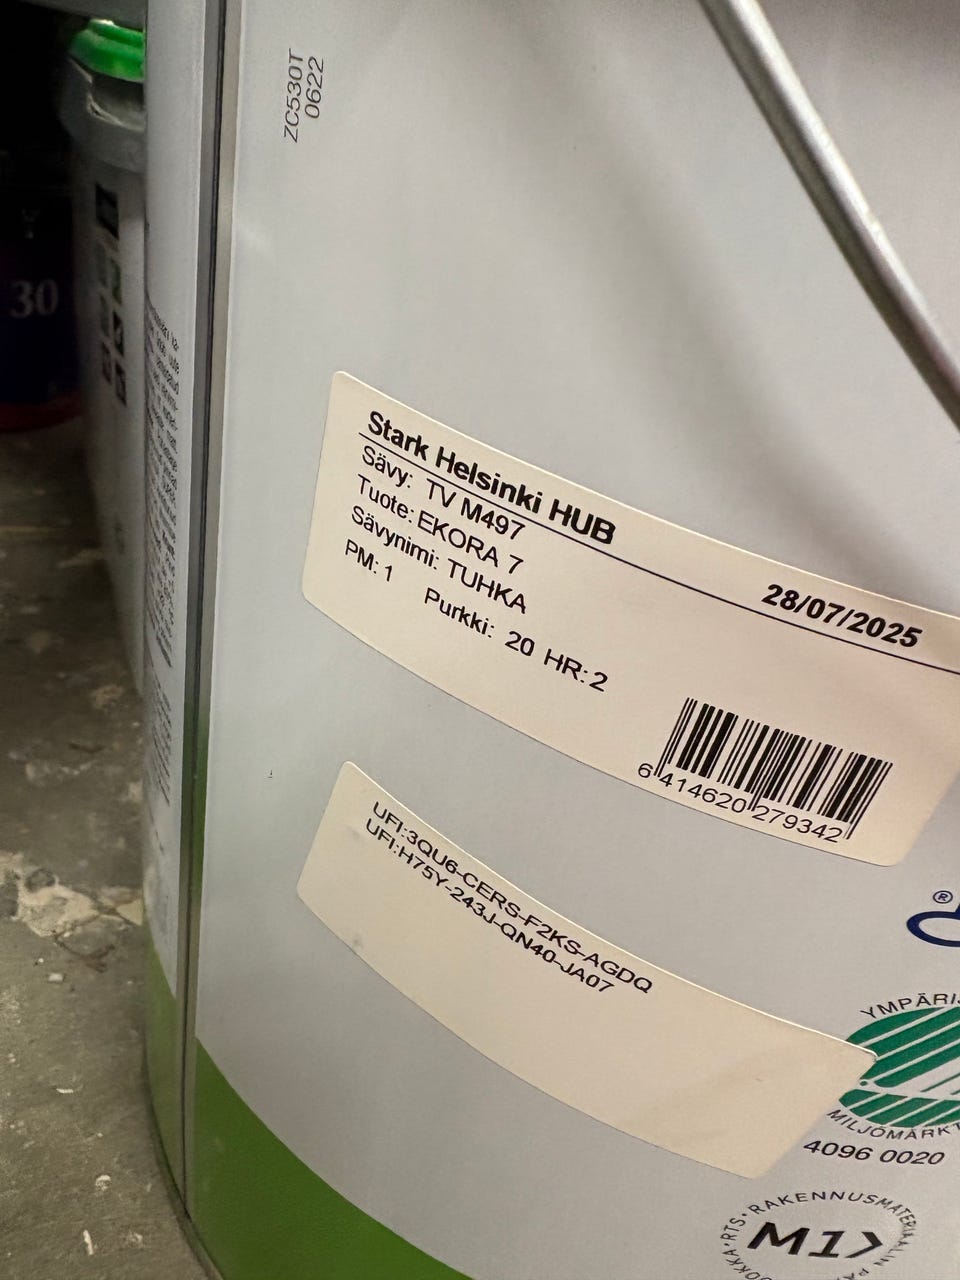 ZC530T
0622
30
Stark Helsinki HUB
28/07/2025
Sävy: TV M497
Tuote: EKORA 7
Sävynimi: TUHKA
PM: 1 Purkki: 20 HR: 2
6 414620 279342
UFI:3QU6-CERS-F2KS-AGDQ
UFI:H75Y-243J-QN40-JA07
®
MILJÖMÄRKT
4096 0020
M1